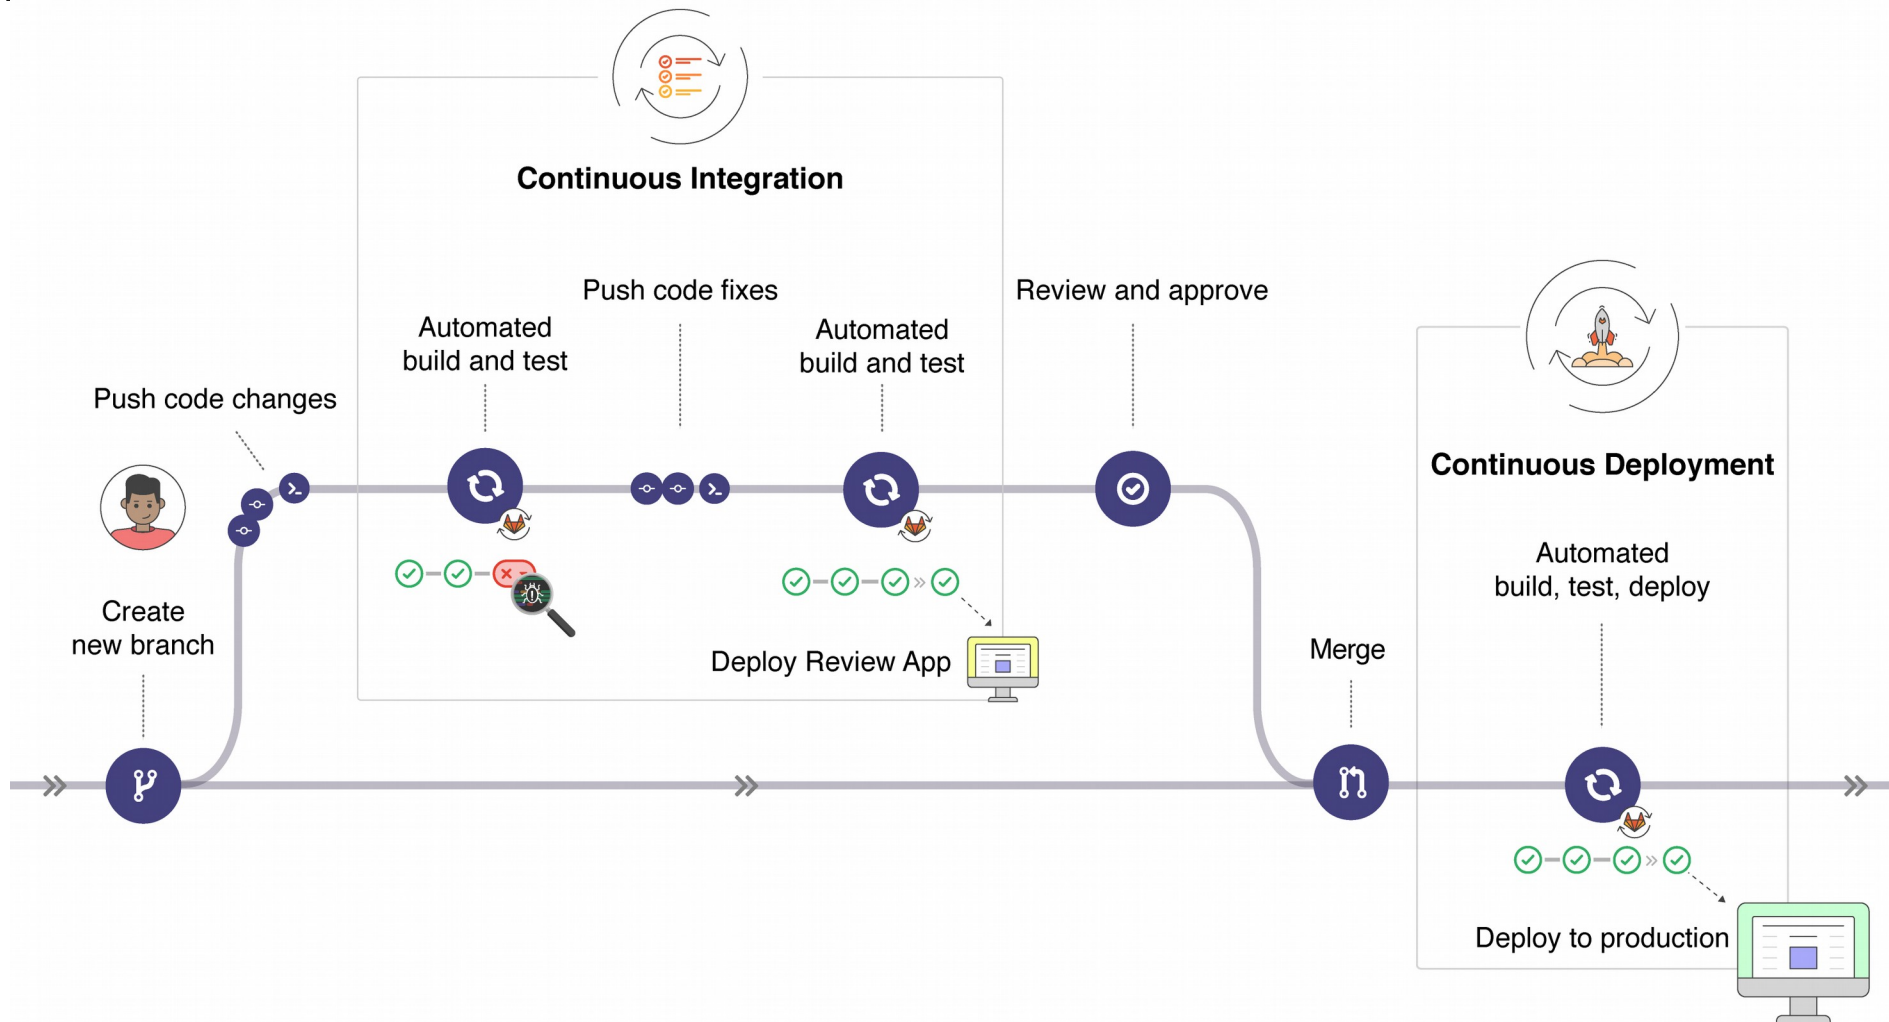 Continuous Integration
Push code fixes
Review and approve
Automated
build and test
Automated
build and test
Push code changes
Continuous Deployment
Automated
build, test, deploy
Create
new branch
Merge
Deploy Review App
Deploy to production